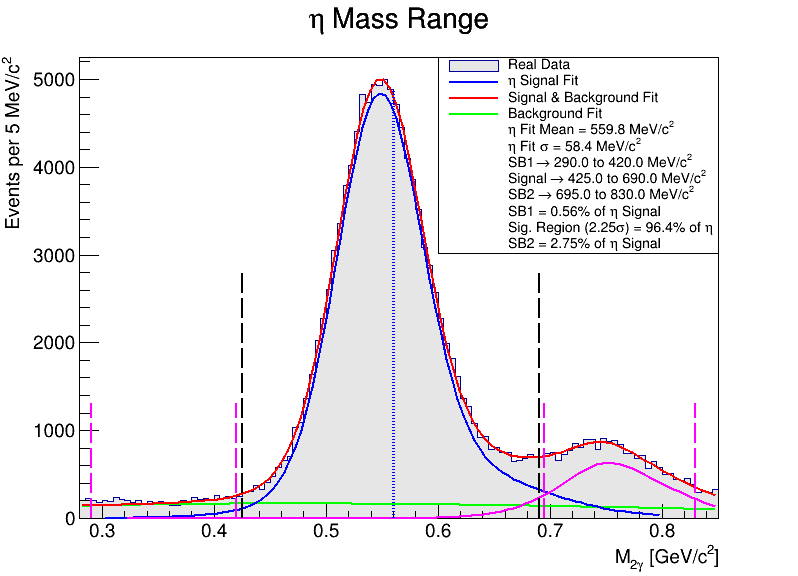 η Mass Range
Events per 5 MeV/c²
5000
4000
3000
2000
1000
0
Real Data
η Signal Fit
Signal & Background Fit
Background Fit
η Fit Mean = 559.8 MeV/c²
η Fit σ = 58.4 MeV/c²
SB1 → 290.0 to 420.0 MeV/c²
Signal → 425.0 to 690.0 MeV/c²
SB2 → 695.0 to 830.0 MeV/c²
SB1 = 0.56% of η Signal
Sig. Region (2.25σ) = 96.4% of η
SB2 = 2.75% of η Signal
0.3 0.4 0.5 0.6 0.7 0.8
M₂γ [GeV/c²]